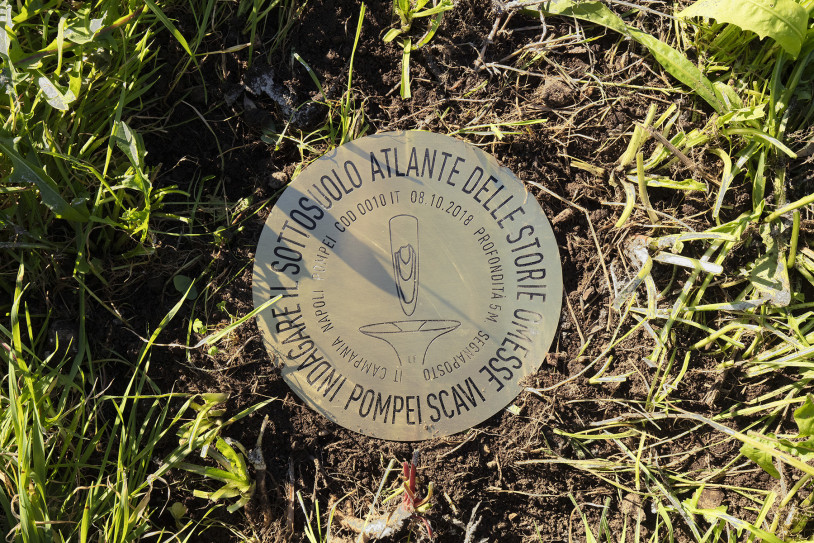 INDAGARE IL SOTTOSUOLO ATLANTE DELLE STORIE OMESSE
POMPEI SCAVI
IT CAMPANIA NAPOLI POMPEI COD 0010 IT 08.10.2018 PROFONDITÀ 5 M SEGNAPOSTO